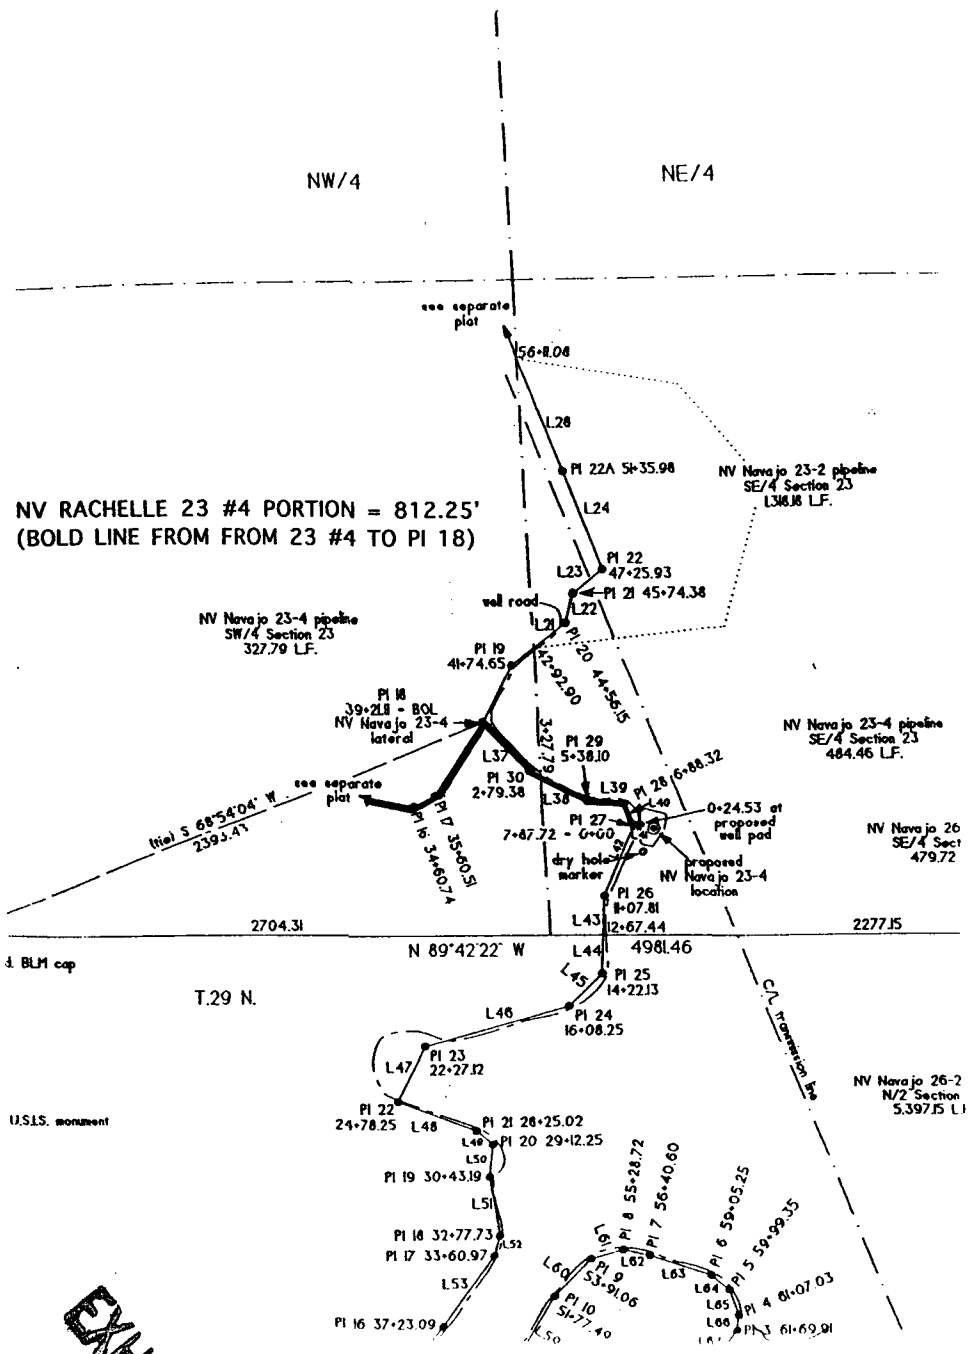 NW/4
NE/4
see separate
plat
56+11.08
L28
PI 22A 51+35.98
NV Navajo 23-2 pipeline
SE/4 Section 23
1,318.18 L.F.
L24
NV RACHELLE 23 #4 PORTION = 812.25'
(BOLD LINE FROM FROM 23 #4 TO PI 18)
PI 22
47+25.93
L23
PI 21 45+74.38
well road
L22
L21
PI 20 44+56.15
NV Navajo 23-4 pipeline
SW/4 Section 23
327.79 L.F.
PI 19
41+74.65
42+92.90
PI 18
39+21.11 - BOL
NV Navajo 23-4
lateral
3+27.79
PI 29
5+38.10
NV Navajo 23-4 pipeline
SE/4 Section 23
484.46 L.F.
L37
PI 30
2+79.38
L38
L39
PI 28 6+88.32
L40
see separate
plat
(tie) S 68°54'04" W
2393.43
PI 16 34+60.74
PI 17 35+60.51
PI 27
7+87.72 - 0+00
0+24.53 at
proposed
well pad
L42
dry hole
marker
proposed
NV Navajo 23-4
location
NV Navajo 26
SE/4 Sect
479.72
PI 26
11+07.81
L43
12+67.44
2704.31
N 89°42'22" W
4981.46
2277.15
BLM cap
L44
L45
PI 25
14+22.13
T.29 N.
L46
PI 24
16+08.25
C/L transmission line
PI 23
22+27.12
L47
PI 22
24+78.25
L48
NV Navajo 26-2
N/2 Section
5,397.15 L.
U.S.I.S. monument
PI 21 28+25.02
L49
PI 20 29+12.25
L50
PI 19 30+43.19
L51
PI 18 32+77.73
L52
PI 17 33+60.97
L53
PI 16 37+23.09
PI 8 55+28.72
PI 7 56+40.60
PI 6 59+05.25
PI 5 59+99.35
L61
L62
L63
L60
PI 9
53+91.06
L64
L65
PI 4 61+07.03
PI 10
51+77.49
L66
PI 3 61+69.91
L59